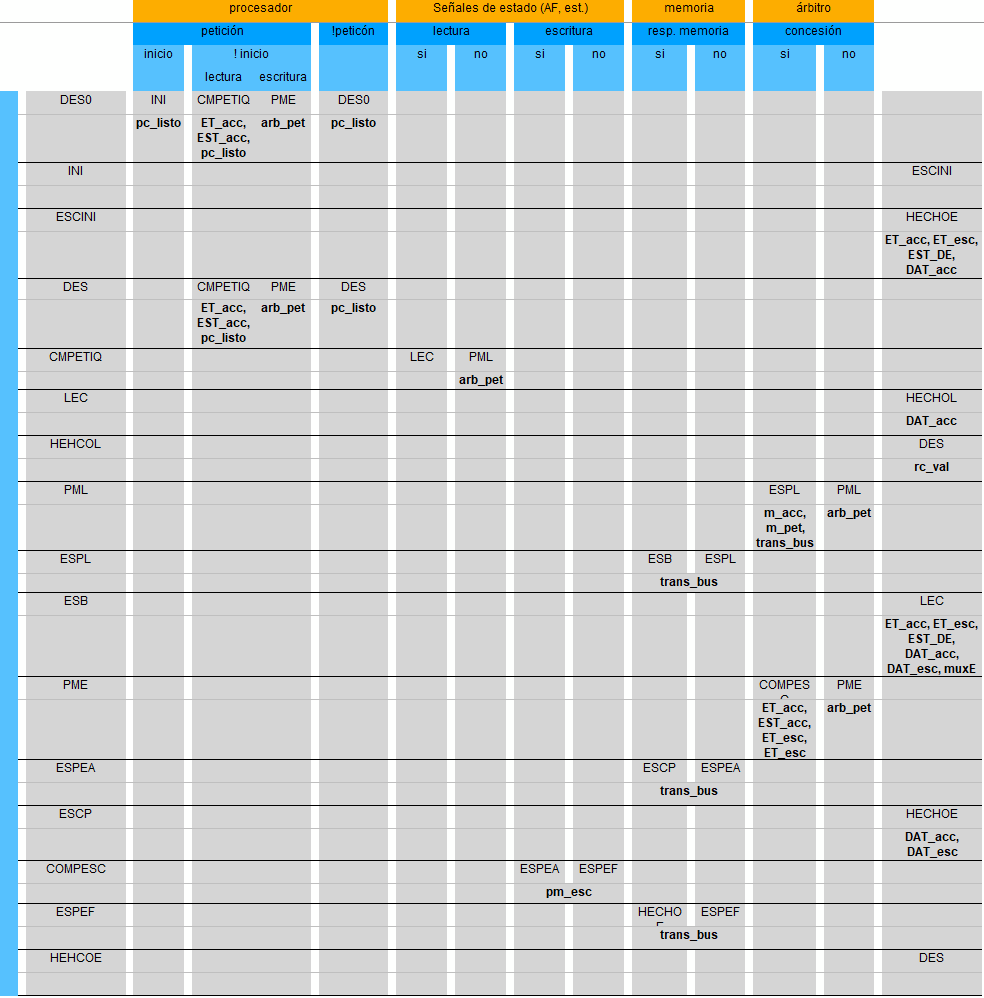 procesador Señales de estado (AF, est.) memoria árbitro
petición !peticón lectura escritura resp. memoria concesión
inicio ! inicio si no si no si no si no
lectura escritura
DES0 INI CMPETIQ PME DES0
pc_listo ET_acc, arb_pet pc_listo
EST_acc,
pc_listo
INI ESCINI
ESCINI HECHOE
ET_acc, ET_esc,
EST_DE,
DAT_acc
DES CMPETIQ PME DES
ET_acc, arb_pet pc_listo
EST_acc,
pc_listo
CMPETIQ LEC PML
arb_pet
LEC HECHOL
DAT_acc
HEHCOL DES
rc_val
PML ESPL PML
m_acc, arb_pet
m_pet,
trans_bus
ESPL ESB ESPL
trans_bus
ESB LEC
ET_acc, ET_esc,
EST_DE,
DAT_acc,
DAT_esc, muxE
PME COMPES PME
ET_acc, arb_pet
EST_acc,
ET_esc,
ET_esc
ESPEA ESCP ESPEA
trans_bus
ESCP HECHOE
DAT_acc,
DAT_esc
COMPESC ESPEA ESPEF
pm_esc
ESPEF HECHO ESPEF
trans_bus
HEHCOE DES